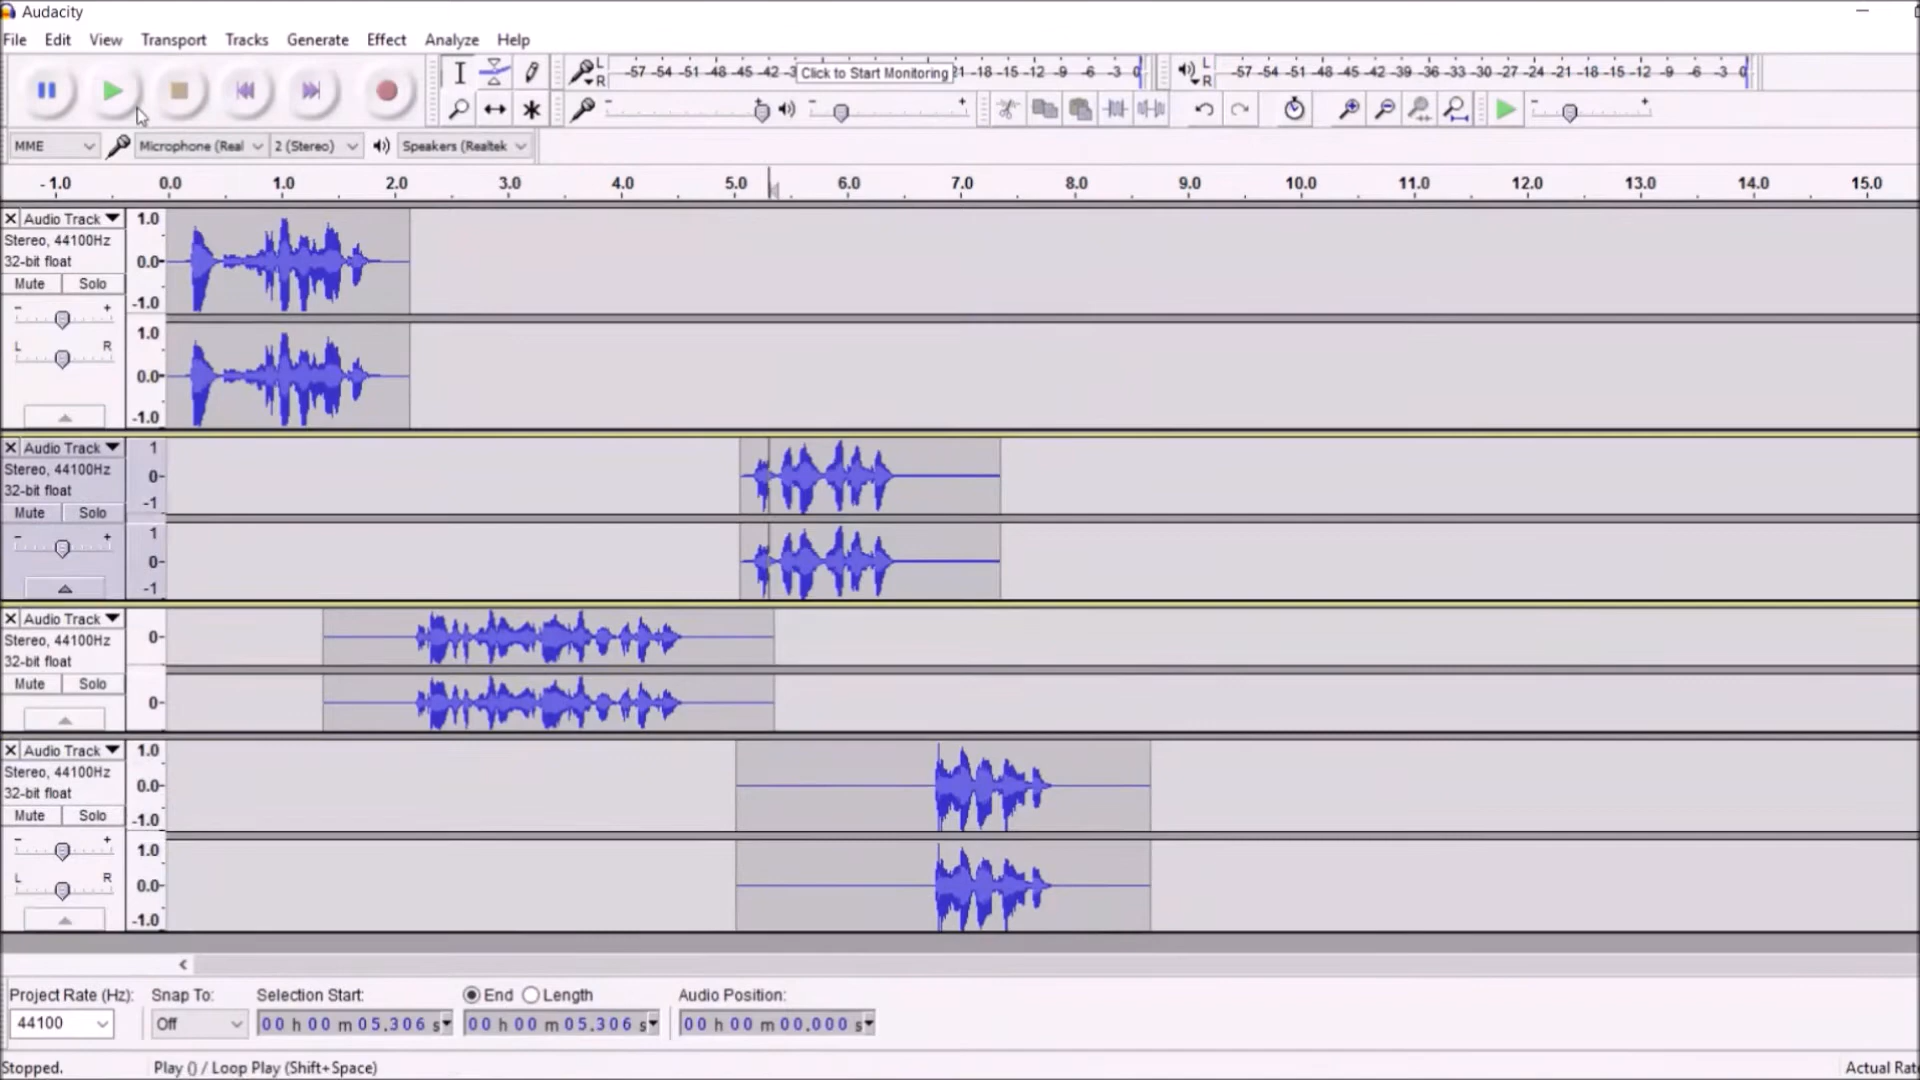 Audacity
File Edit View Transport Tracks Generate Effect Analyze Help
L R -57 -54 -51 -48 -45 -42 Click to Start Monitoring -18 -15 -12 -9 -6 -3 0 L R -57 -54 -51 -48 -45 -42 -39 -36 -33 -30 -27 -24 -21 -18 -15 -12 -9 -6 -3 0
- + - + - +
MME Microphone (Real 2 (Stereo) Speakers (Realtek
- 1.0 0.0 1.0 2.0 3.0 4.0 5.0 6.0 7.0 8.0 9.0 10.0 11.0 12.0 13.0 14.0 15.0
Audio Track 1.0
Stereo, 44100Hz
32-bit float 0.0-
Mute Solo
- + -1.0
L R 1.0
0.0-
-1.0
Audio Track 1
Stereo, 44100Hz 0-
32-bit float -1
Mute Solo
- + 1
0-
-1
Audio Track
Stereo, 44100Hz 0-
32-bit float
Mute Solo
0-
Audio Track 1.0
Stereo, 44100Hz
32-bit float 0.0-
Mute Solo -1.0
- + 1.0
L R 0.0-
-1.0
Project Rate (Hz): Snap To: Selection Start: End Length Audio Position:
44100 Off 00 h 00 m 05.306 s 00 h 00 m 05.306 s 00 h 00 m 00.000 s
Stopped. Play () / Loop Play (Shift+Space) Actual